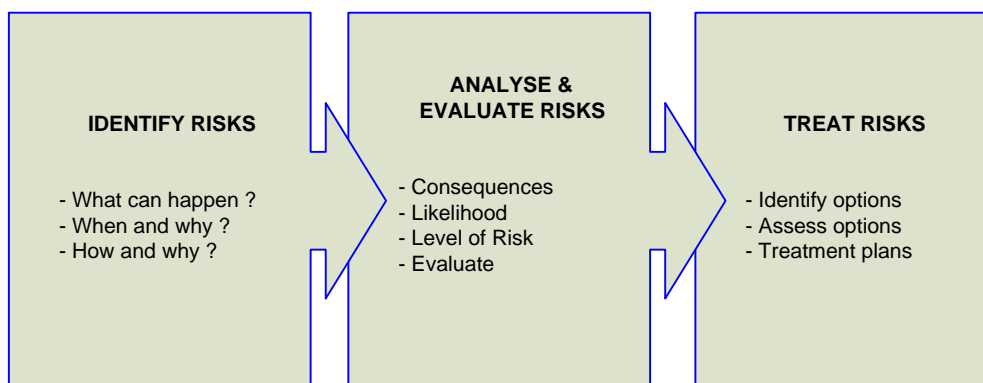 IDENTIFY RISKS
- What can happen ?
- When and why ?
- How and why ?
ANALYSE &
EVALUATE RISKS
- Consequences
- Likelihood
- Level of Risk
- Evaluate
TREAT RISKS
- Identify options
- Assess options
- Treatment plans